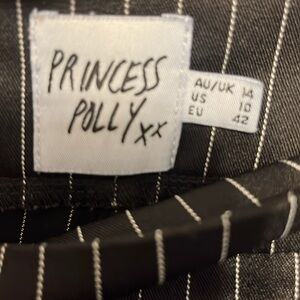 PRINCESS
POLLY xx
AU/UK 14
US 10
EU 42